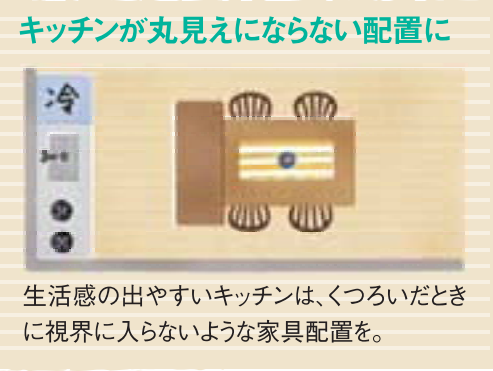 キッチンが丸見えにならない配置に
冷
生活感の出やすいキッチンは、くつろいだとき
に視界に入らないような家具配置を。